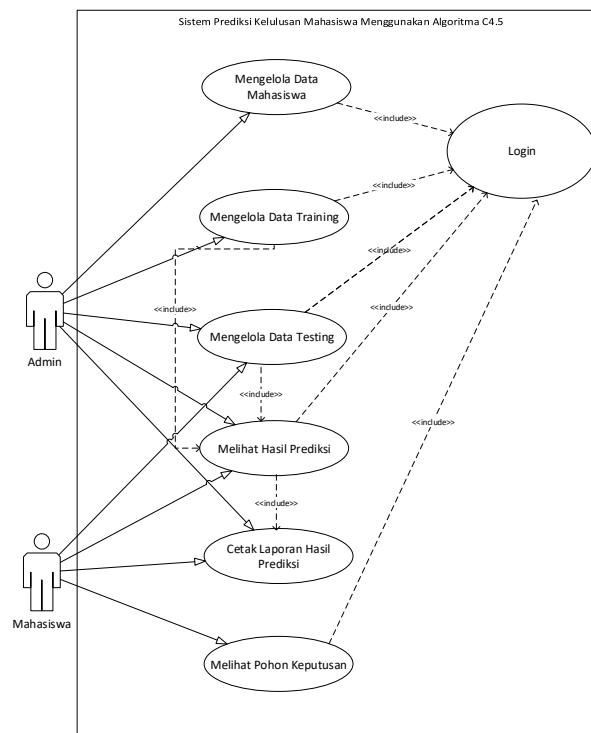 Sistem Prediksi Kelulusan Mahasiswa Menggunakan Algoritma C4.5
Mengelola Data
Mahasiswa
<<include>>
Login
<<include>>
Mengelola Data Training
<<include>>
<<include>>
Admin
Mengelola Data Testing
<<include>>
<<include>>
<<include>>
Melihat Hasil Prediksi
<<include>>
Cetak Laporan Hasil
Prediksi
Mahasiswa
Melihat Pohon Keputusan